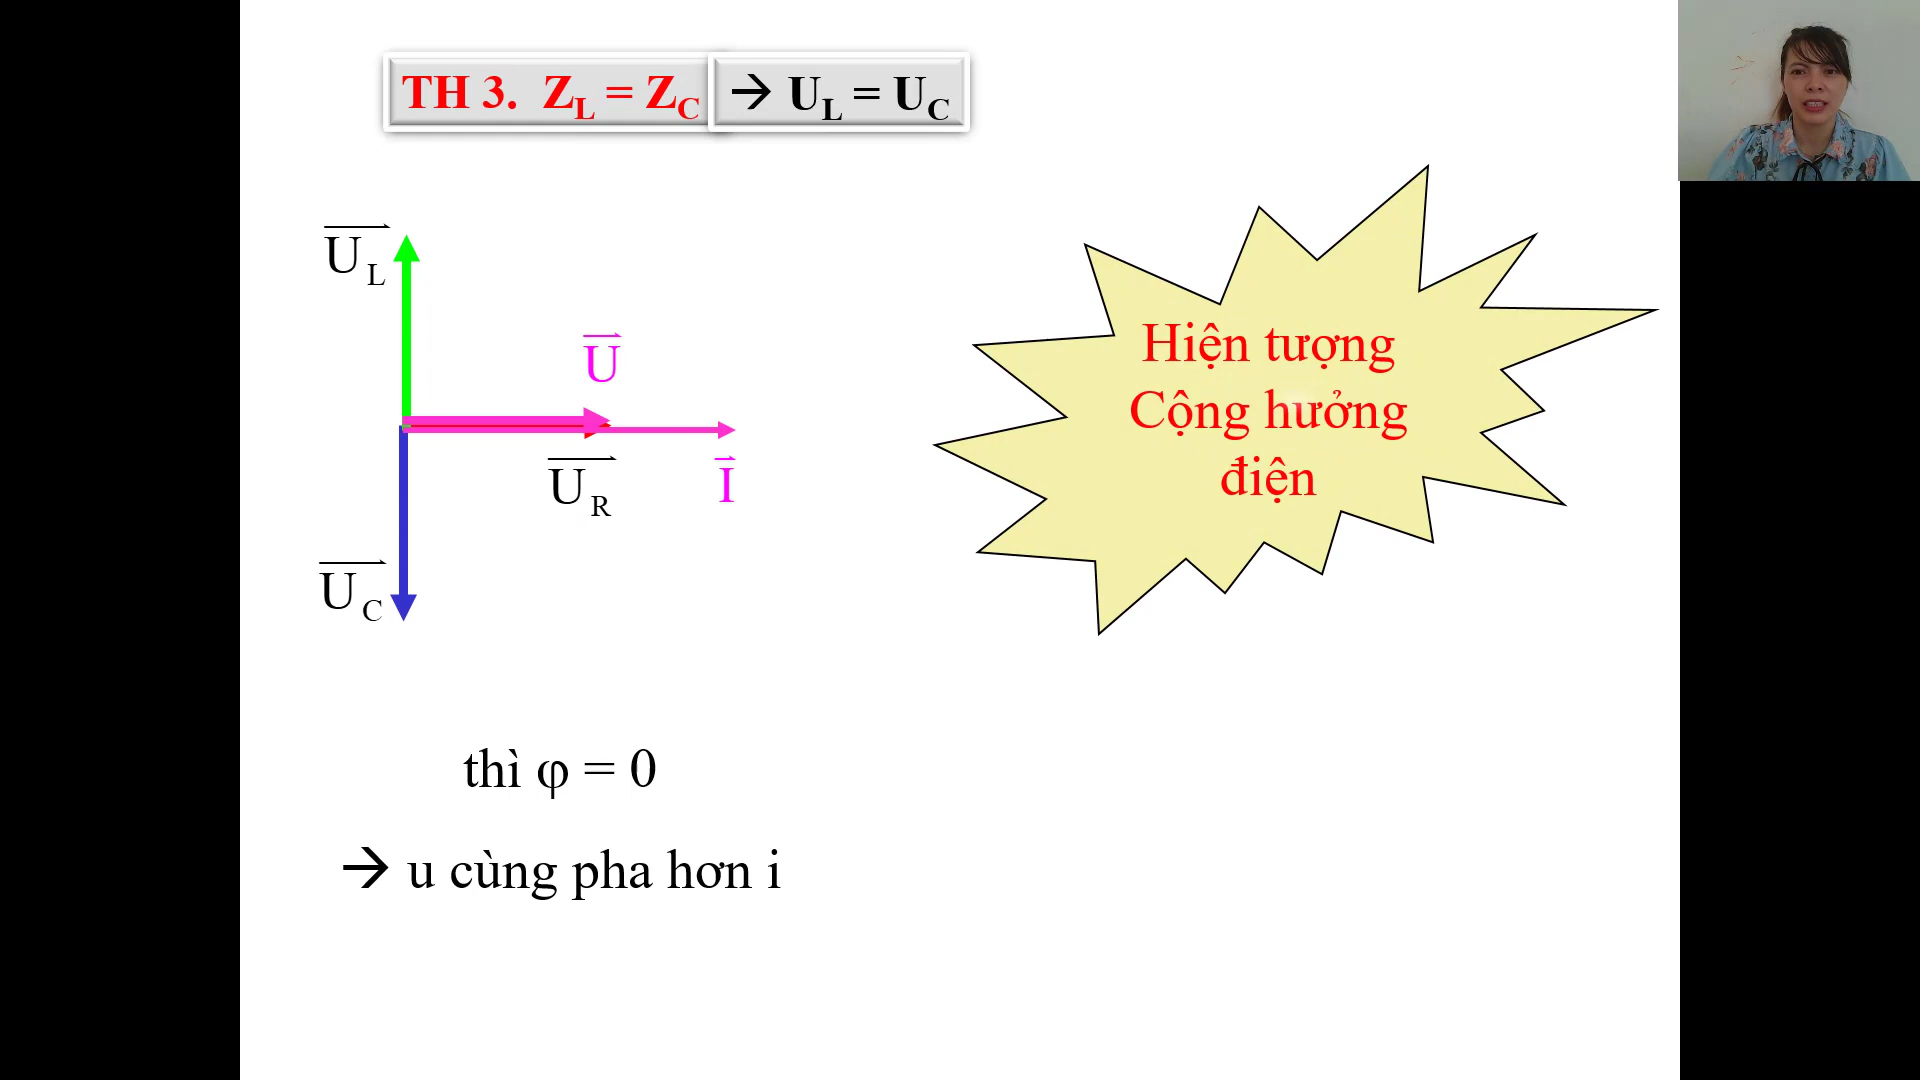 TH 3. Z_L = Z_C → U_L = U_C
U_L
U
U_R
I
U_C
Hiện tượng
Cộng hưởng
điện
thì φ = 0
→ u cùng pha hơn i